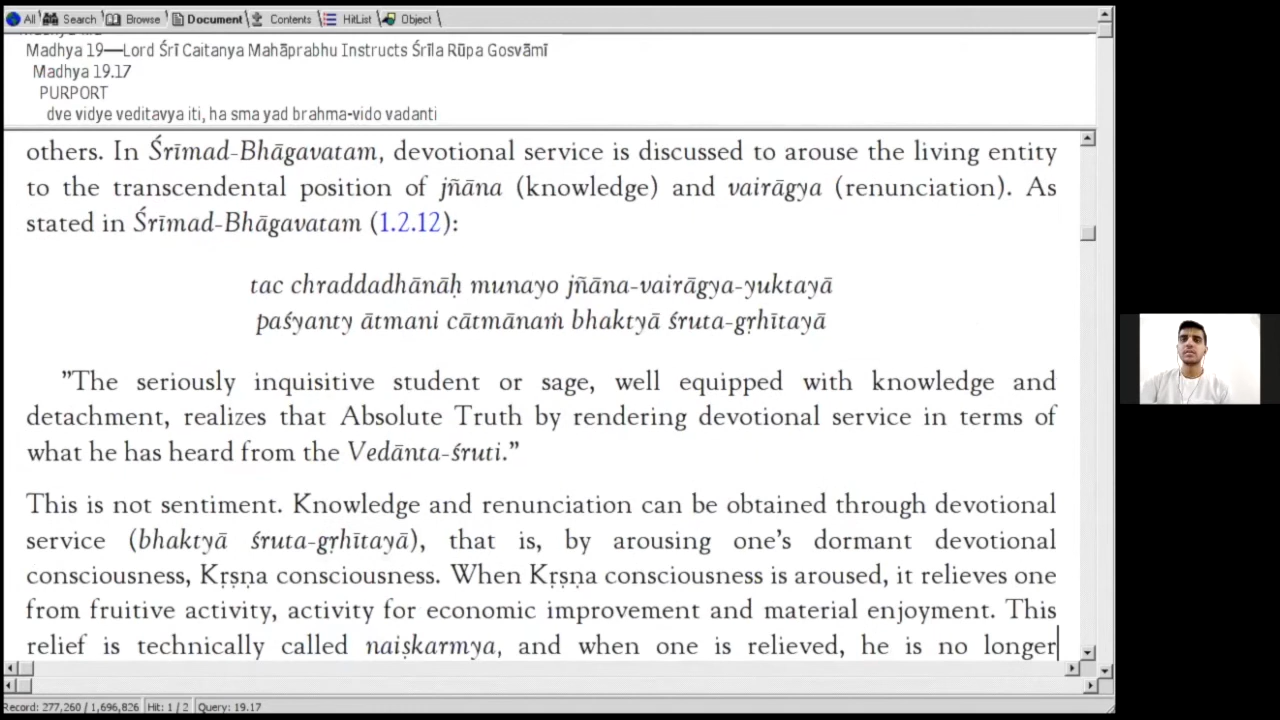 All Search Browse Document Contents HitList Object
Madhya 19—Lord Śrī Caitanya Mahāprabhu Instructs Śrīla Rūpa Gosvāmī
Madhya 19.17
PURPORT
dve vidye veditavya iti, ha sma yad brahma-vido vadanti
others. In Śrīmad-Bhāgavatam, devotional service is discussed to arouse the living entity
to the transcendental position of jñāna (knowledge) and vairāgya (renunciation). As
stated in Śrīmad-Bhāgavatam (1.2.12):
tac chraddadhānāḥ munayo jñāna-vairāgya-yuktayā
paśyanty ātmani cātmānaṁ bhaktyā śruta-gṛhītayā
”The seriously inquisitive student or sage, well equipped with knowledge and
detachment, realizes that Absolute Truth by rendering devotional service in terms of
what he has heard from the Vedānta-śruti.”
This is not sentiment. Knowledge and renunciation can be obtained through devotional
service (bhaktyā śruta-gṛhītayā), that is, by arousing one’s dormant devotional
consciousness, Kṛṣṇa consciousness. When Kṛṣṇa consciousness is aroused, it relieves one
from fruitive activity, activity for economic improvement and material enjoyment. This
relief is technically called naiṣkarmya, and when one is relieved, he is no longer
Record: 277,260 / 1,696,826 Hit: 1 / 2 Query: 19.17